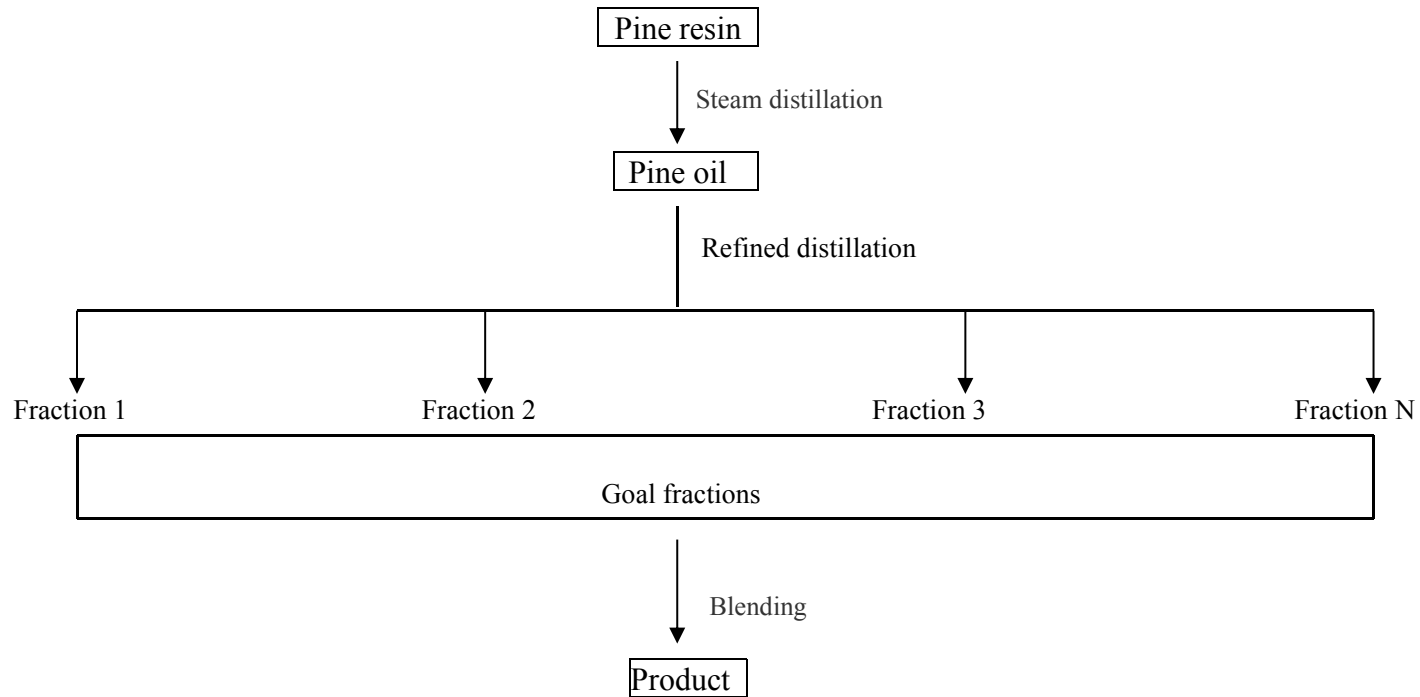 Pine resin
Steam distillation
Pine oil
Refined distillation
Fraction 1 Fraction 2 Fraction 3 Fraction N
Goal fractions
Blending
Product